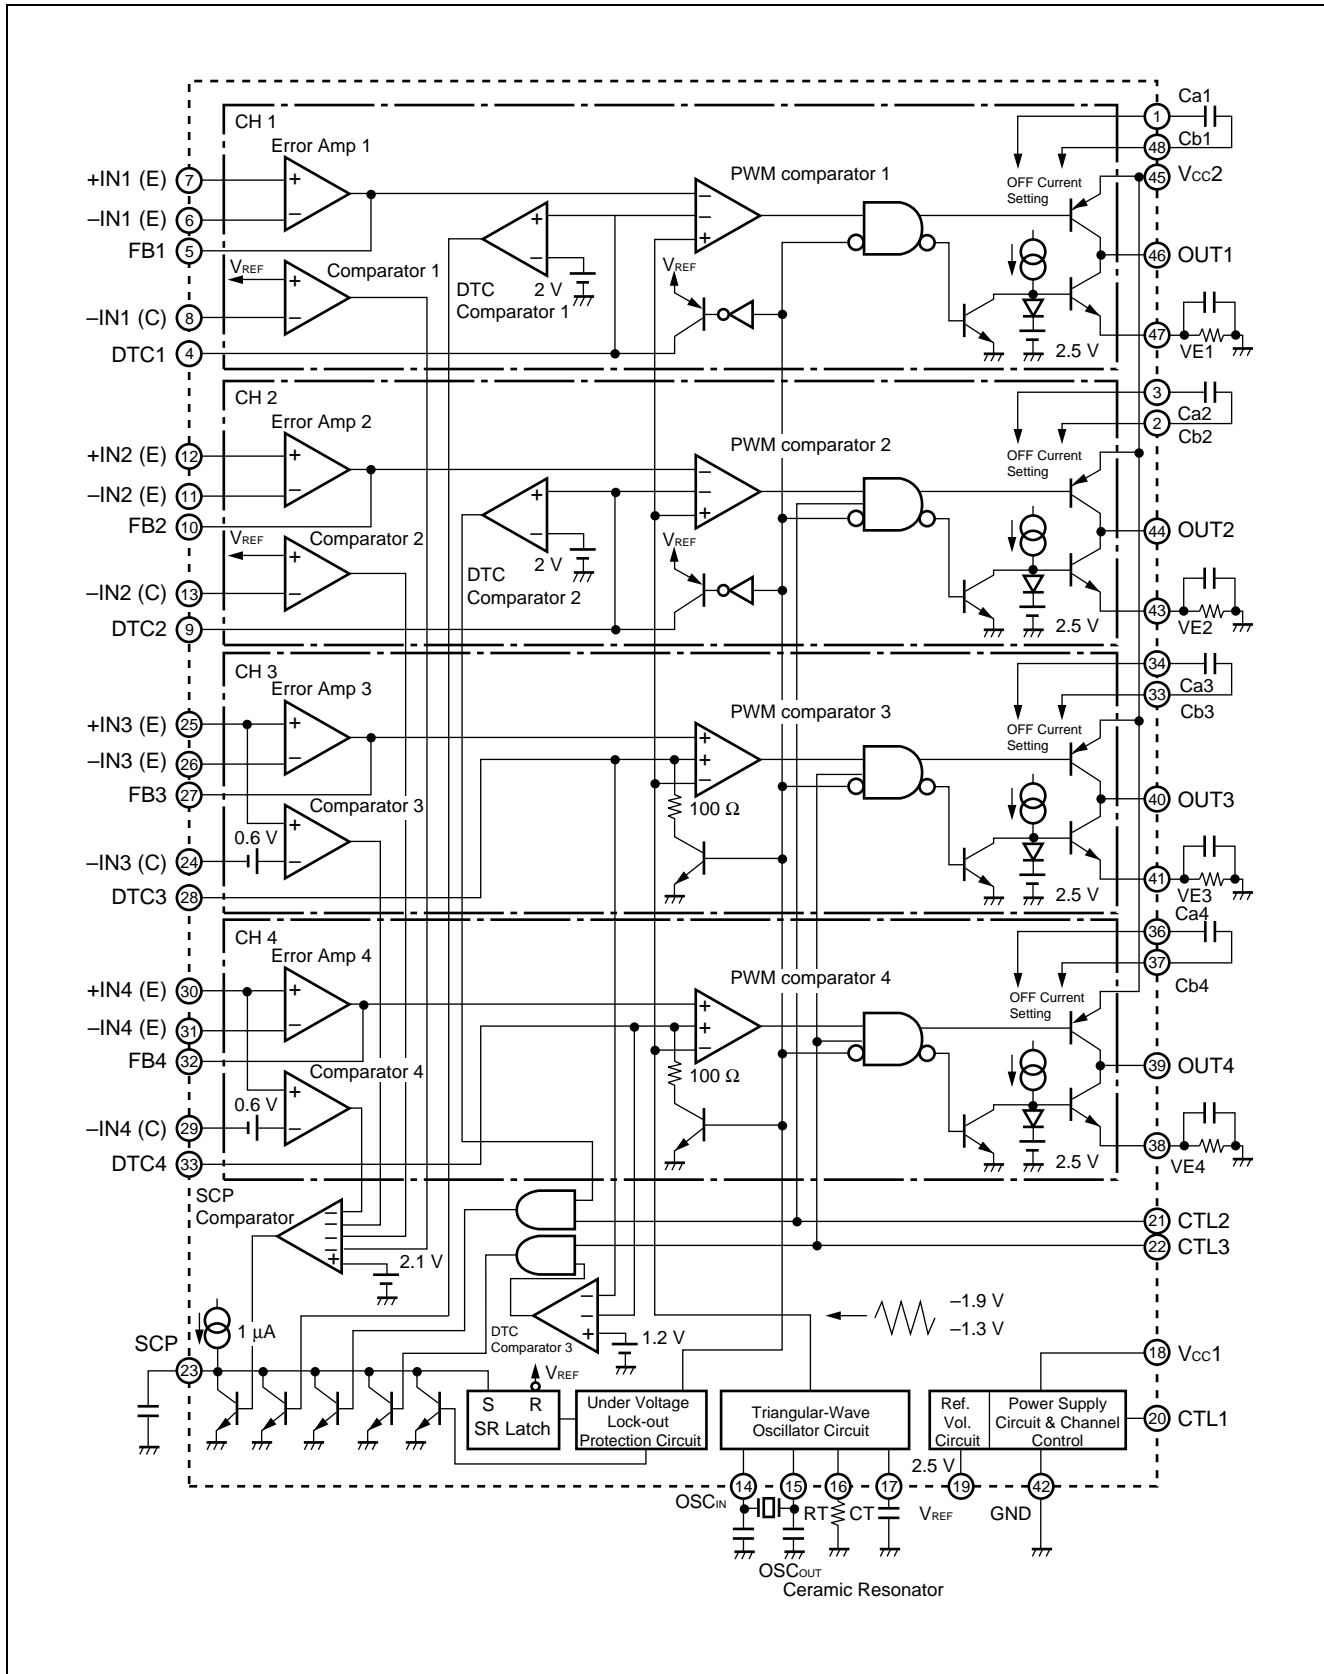 CH 1
Error Amp 1
+IN1 (E) 7
–IN1 (E) 6
FB1 5
VREF
Comparator 1
–IN1 (C) 8
DTC1 4
DTC
Comparator 1
2 V
PWM comparator 1
VREF
OFF Current
Setting
2.5 V
1 Ca1
48 Cb1
45 VCC2
46 OUT1
47 VE1
CH 2
Error Amp 2
+IN2 (E) 12
–IN2 (E) 11
FB2 10
VREF
Comparator 2
–IN2 (C) 13
DTC2 9
DTC
Comparator 2
2 V
PWM comparator 2
VREF
OFF Current
Setting
2.5 V
3 Ca2
2 Cb2
44 OUT2
43 VE2
CH 3
Error Amp 3
+IN3 (E) 25
–IN3 (E) 26
FB3 27
Comparator 3
0.6 V
–IN3 (C) 24
DTC3 28
PWM comparator 3
100 Ω
OFF Current
Setting
2.5 V
34 Ca3
33 Cb3
40 OUT3
41 VE3
CH 4
Error Amp 4
+IN4 (E) 30
–IN4 (E) 31
FB4 32
Comparator 4
0.6 V
–IN4 (C) 29
DTC4 33
PWM comparator 4
100 Ω
OFF Current
Setting
2.5 V
36 Ca4
37 Cb4
39 OUT4
38 VE4
SCP
Comparator
2.1 V
21 CTL2
22 CTL3
1 µA
SCP
23
DTC
Comparator 3
1.2 V
–1.9 V
–1.3 V
VREF
S R
SR Latch
Under Voltage
Lock-out
Protection Circuit
Triangular-Wave
Oscillator Circuit
Ref.
Vol.
Circuit
Power Supply
Circuit & Channel
Control
18 VCC1
20 CTL1
2.5 V
14 15 16 17 19 42
OSCIN RT CT VREF GND
OSCOUT
Ceramic Resonator